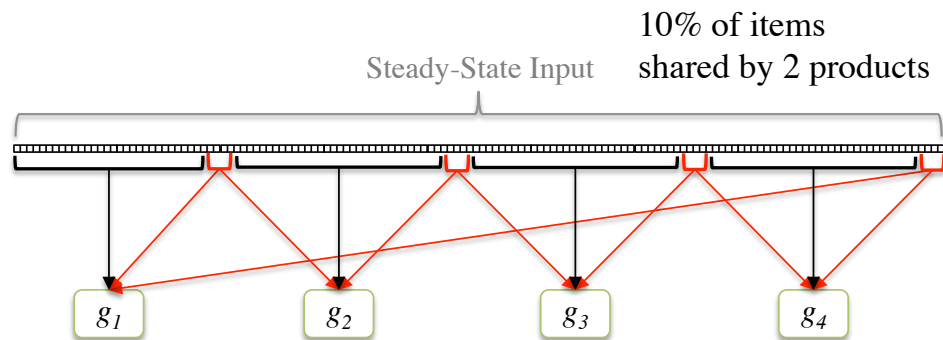 10% of items
shared by 2 products
Steady-State Input
g1
g2
g3
g4